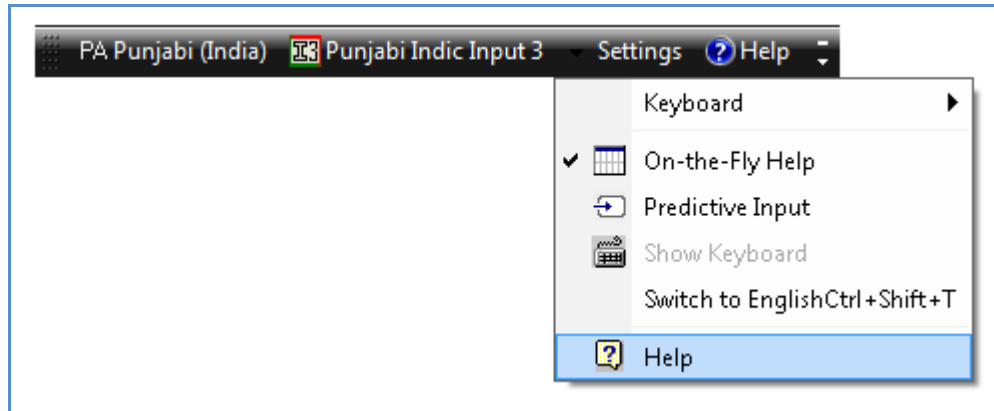 PA Punjabi (India) I3 Punjabi Indic Input 3 Settings ? Help
Keyboard
On-the-Fly Help
Predictive Input
Show Keyboard
Switch to EnglishCtrl+Shift+T
? Help